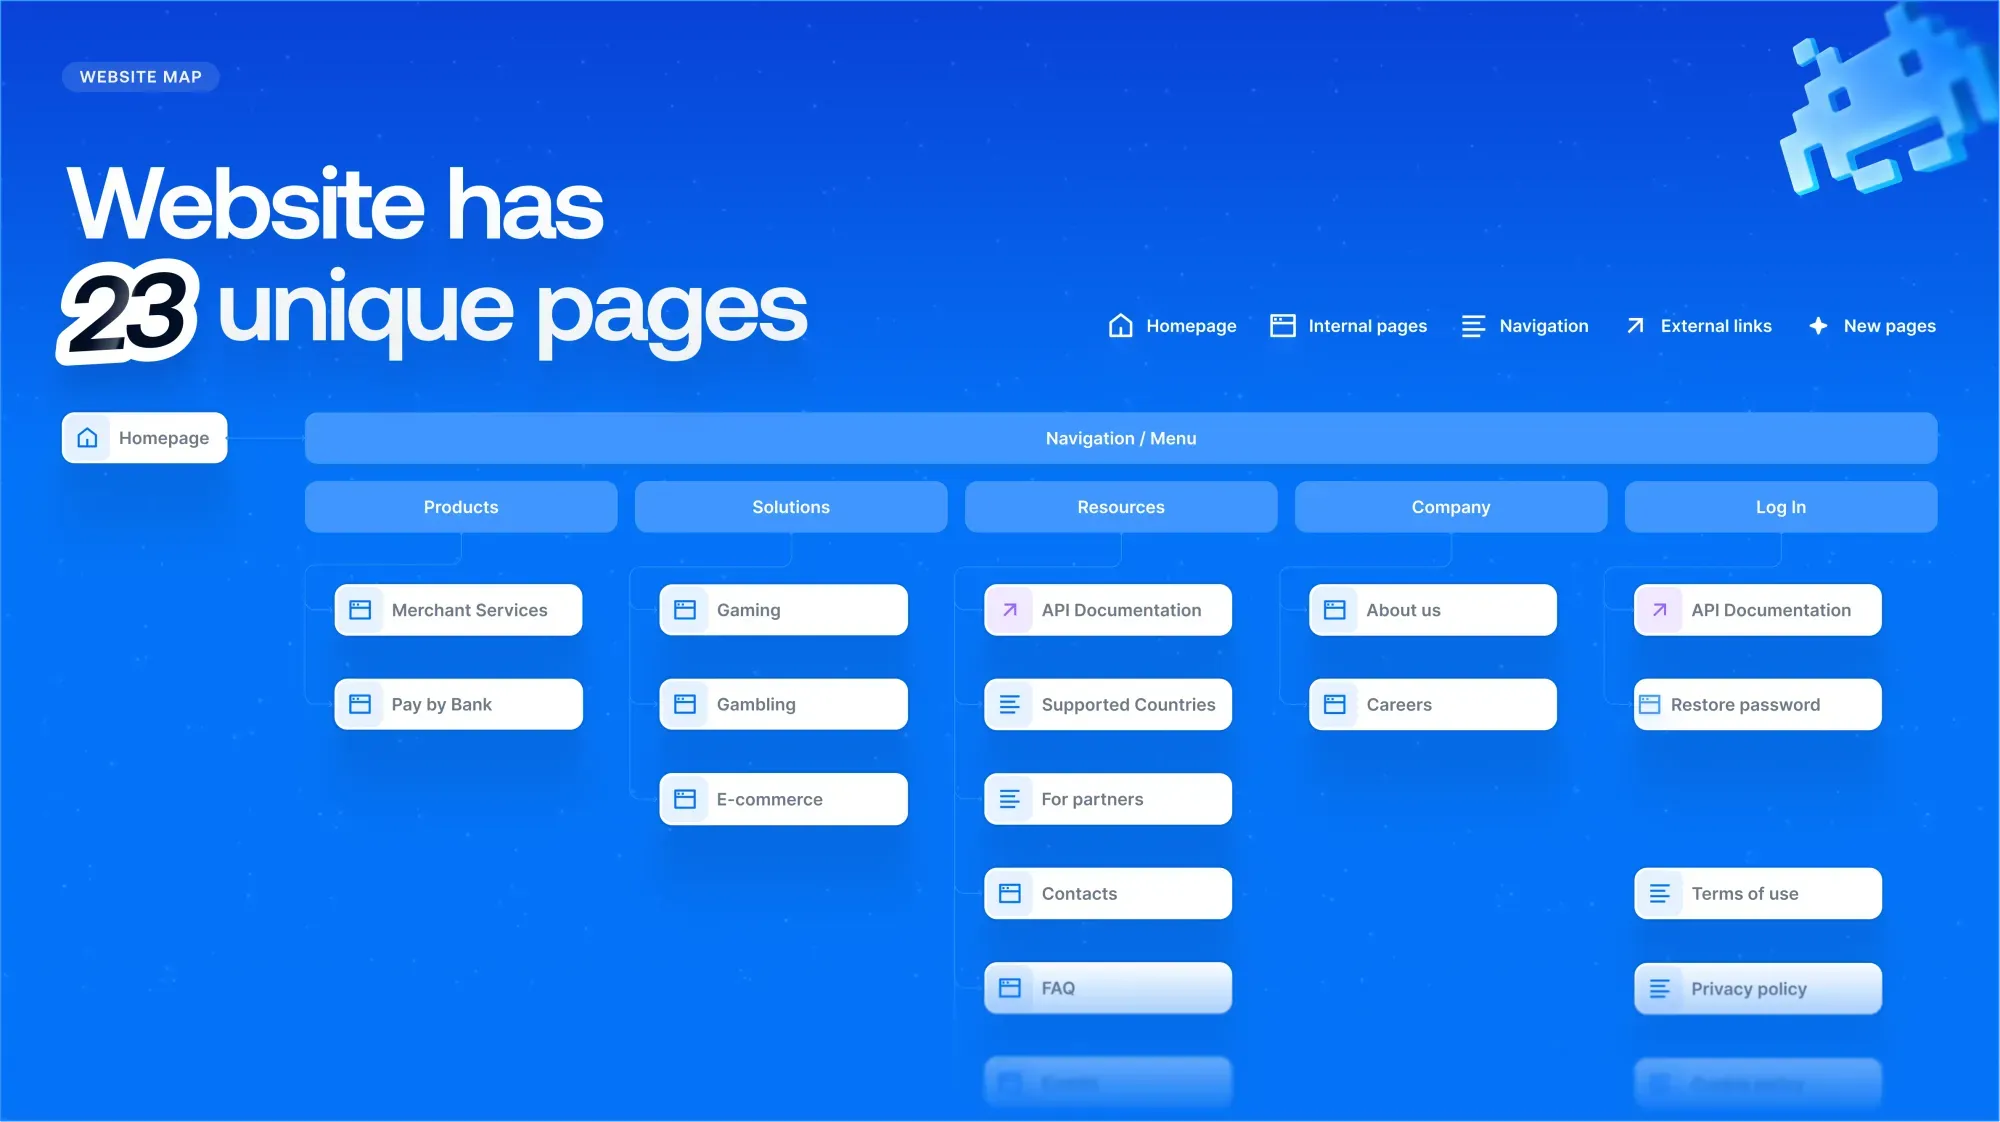 WEBSITE MAP
Website has
23 unique pages
Homepage
Internal pages
Navigation
External links
New pages
Homepage
Navigation / Menu
Products
Solutions
Resources
Company
Log In
Merchant Services
Gaming
API Documentation
About us
API Documentation
Pay by Bank
Gambling
Supported Countries
Careers
Restore password
E-commerce
For partners
Contacts
Terms of use
FAQ
Privacy policy